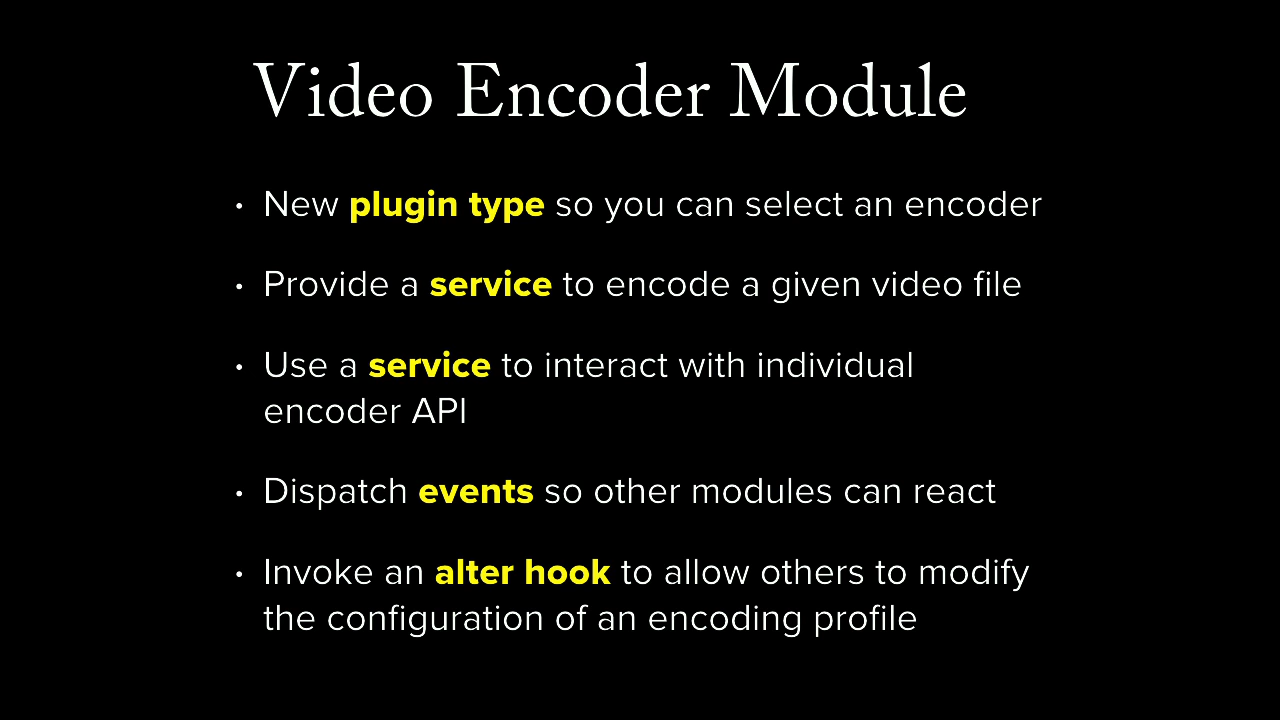 Video Encoder Module
• New plugin type so you can select an encoder
• Provide a service to encode a given video file
• Use a service to interact with individual
encoder API
• Dispatch events so other modules can react
• Invoke an alter hook to allow others to modify
the configuration of an encoding profile